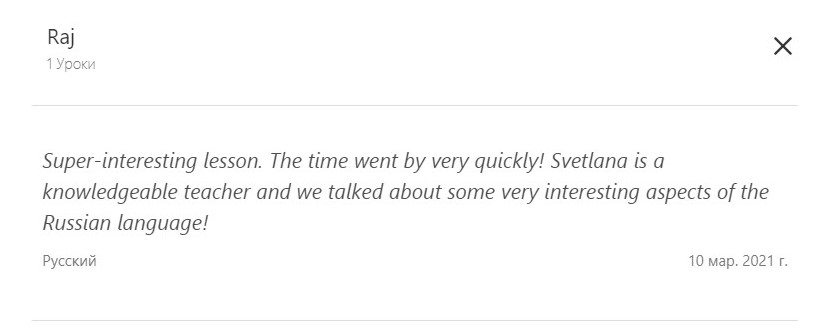 Raj
1 Уроки
Super-interesting lesson. The time went by very quickly! Svetlana is a
knowledgeable teacher and we talked about some very interesting aspects of the
Russian language!
Русский
10 мар. 2021 г.